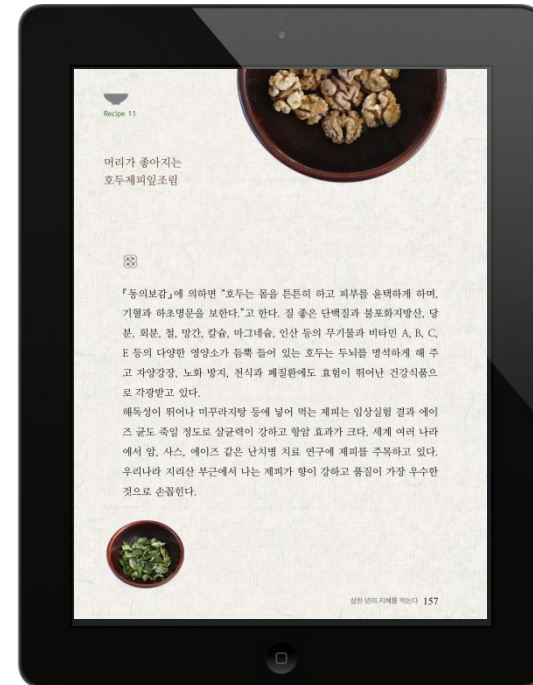 Recipe 11
머리가 좋아지는
호두제피잎조림
『동의보감』에 의하면 “호두는 몸을 튼튼히 하고 피부를 윤택하게 하며,
기혈과 하초명문을 보한다.”고 한다. 질 좋은 단백질과 불포화지방산, 당
분, 회분, 철, 망간, 칼슘, 마그네슘, 인산 등의 무기물과 비타민 A, B, C,
E 등의 다양한 영양소가 듬뿍 들어 있는 호두는 두뇌를 명석하게 해 주
고 자양강장, 노화 방지, 천식과 폐질환에도 효험이 뛰어난 건강식품으
로 각광받고 있다.
해독성이 뛰어나 미꾸라지탕 등에 넣어 먹는 제피는 임상실험 결과 에이
즈 균도 죽일 정도로 살균력이 강하고 항암 효과가 크다. 세계 여러 나라
에서 암, 사스, 에이즈 같은 난치병 치료 연구에 제피를 주목하고 있다.
우리나라 지리산 부근에서 나는 제피가 향이 강하고 품질이 가장 우수한
것으로 손꼽힌다.
삼천 년의 지혜를 먹는다 157